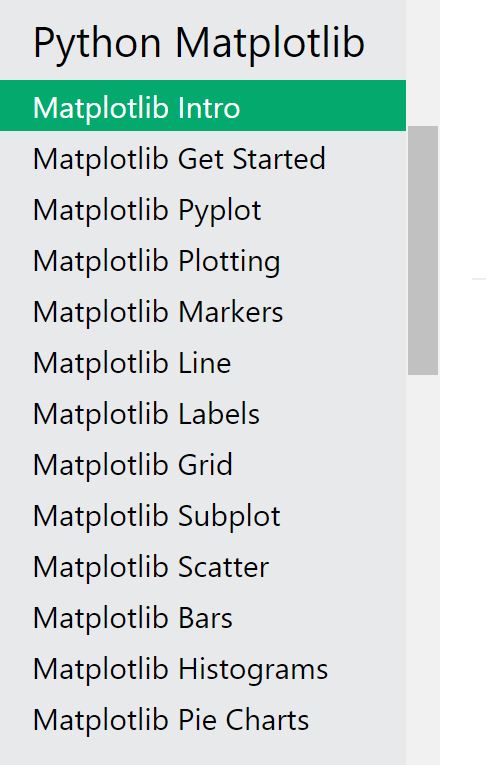 Python Matplotlib
Matplotlib Intro
Matplotlib Get Started
Matplotlib Pyplot
Matplotlib Plotting
Matplotlib Markers
Matplotlib Line
Matplotlib Labels
Matplotlib Grid
Matplotlib Subplot
Matplotlib Scatter
Matplotlib Bars
Matplotlib Histograms
Matplotlib Pie Charts